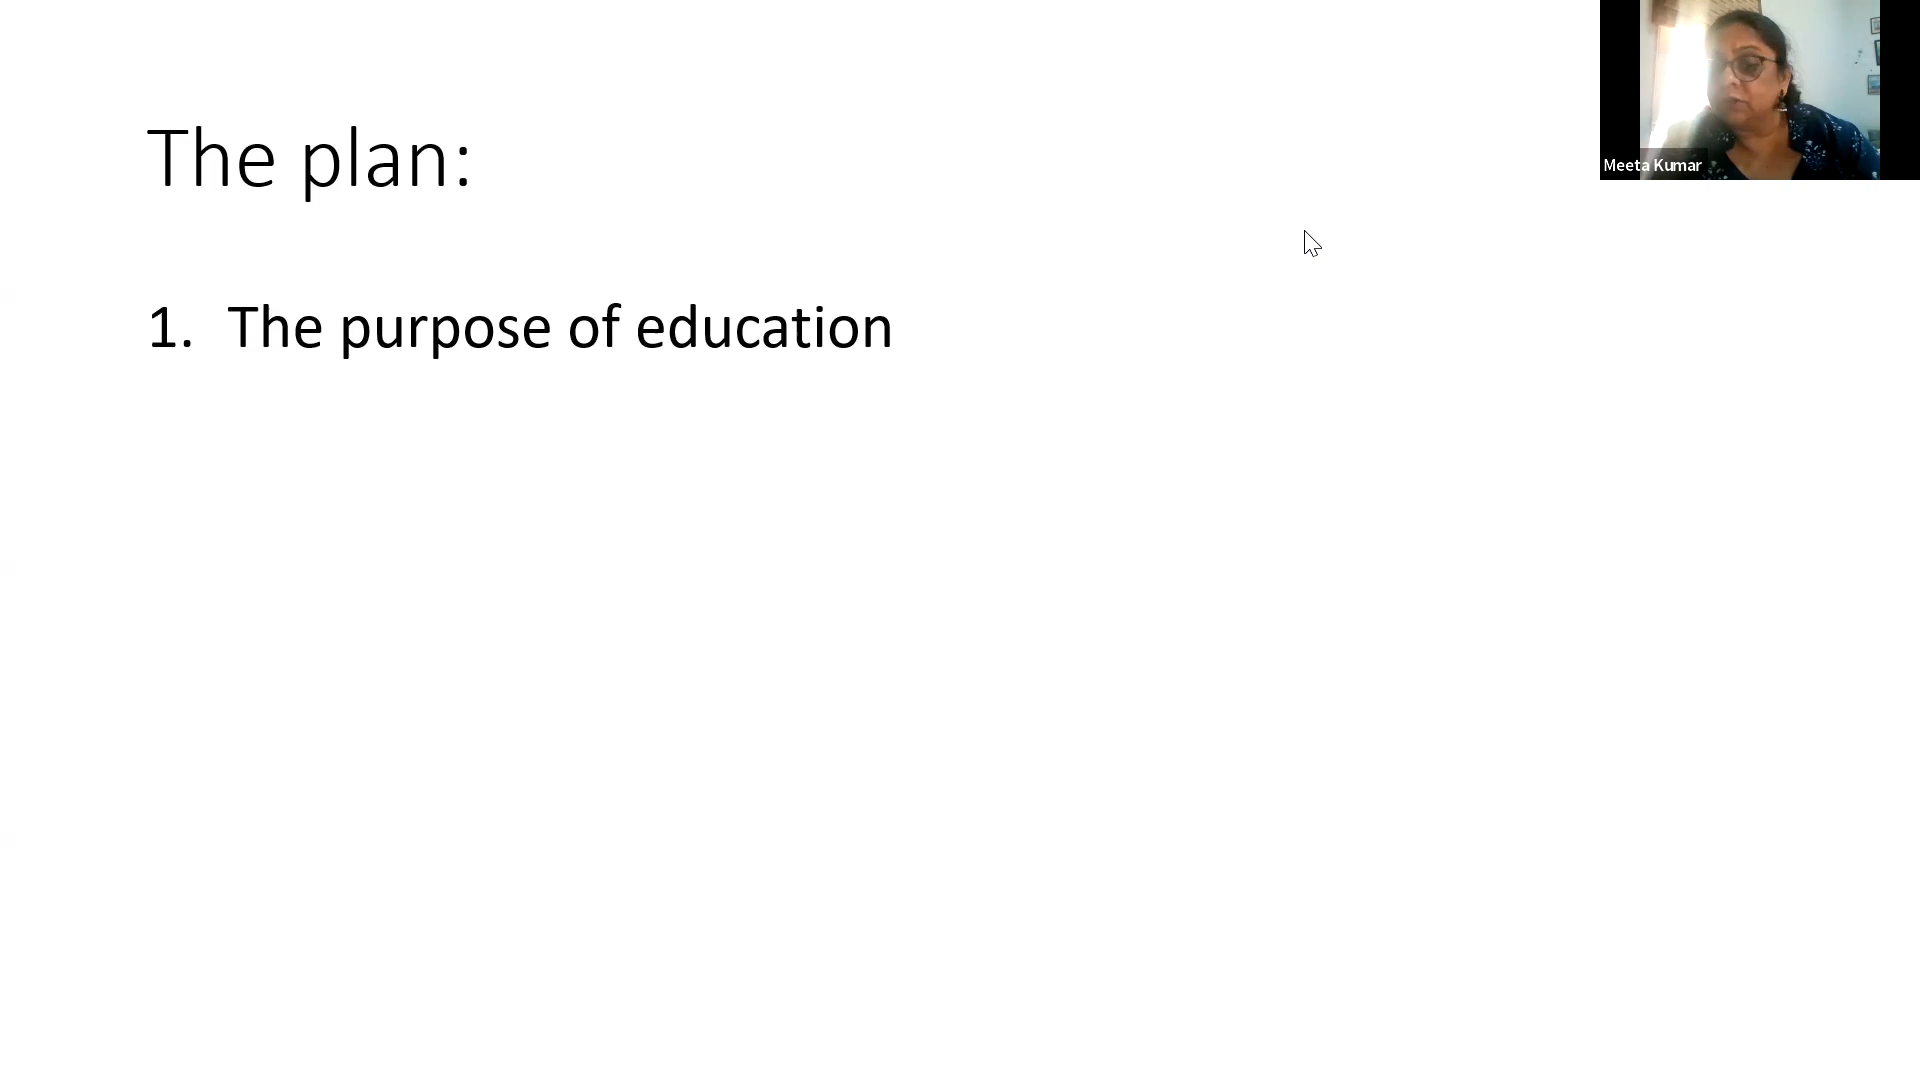 The plan:
1. The purpose of education
Meeta Kumar